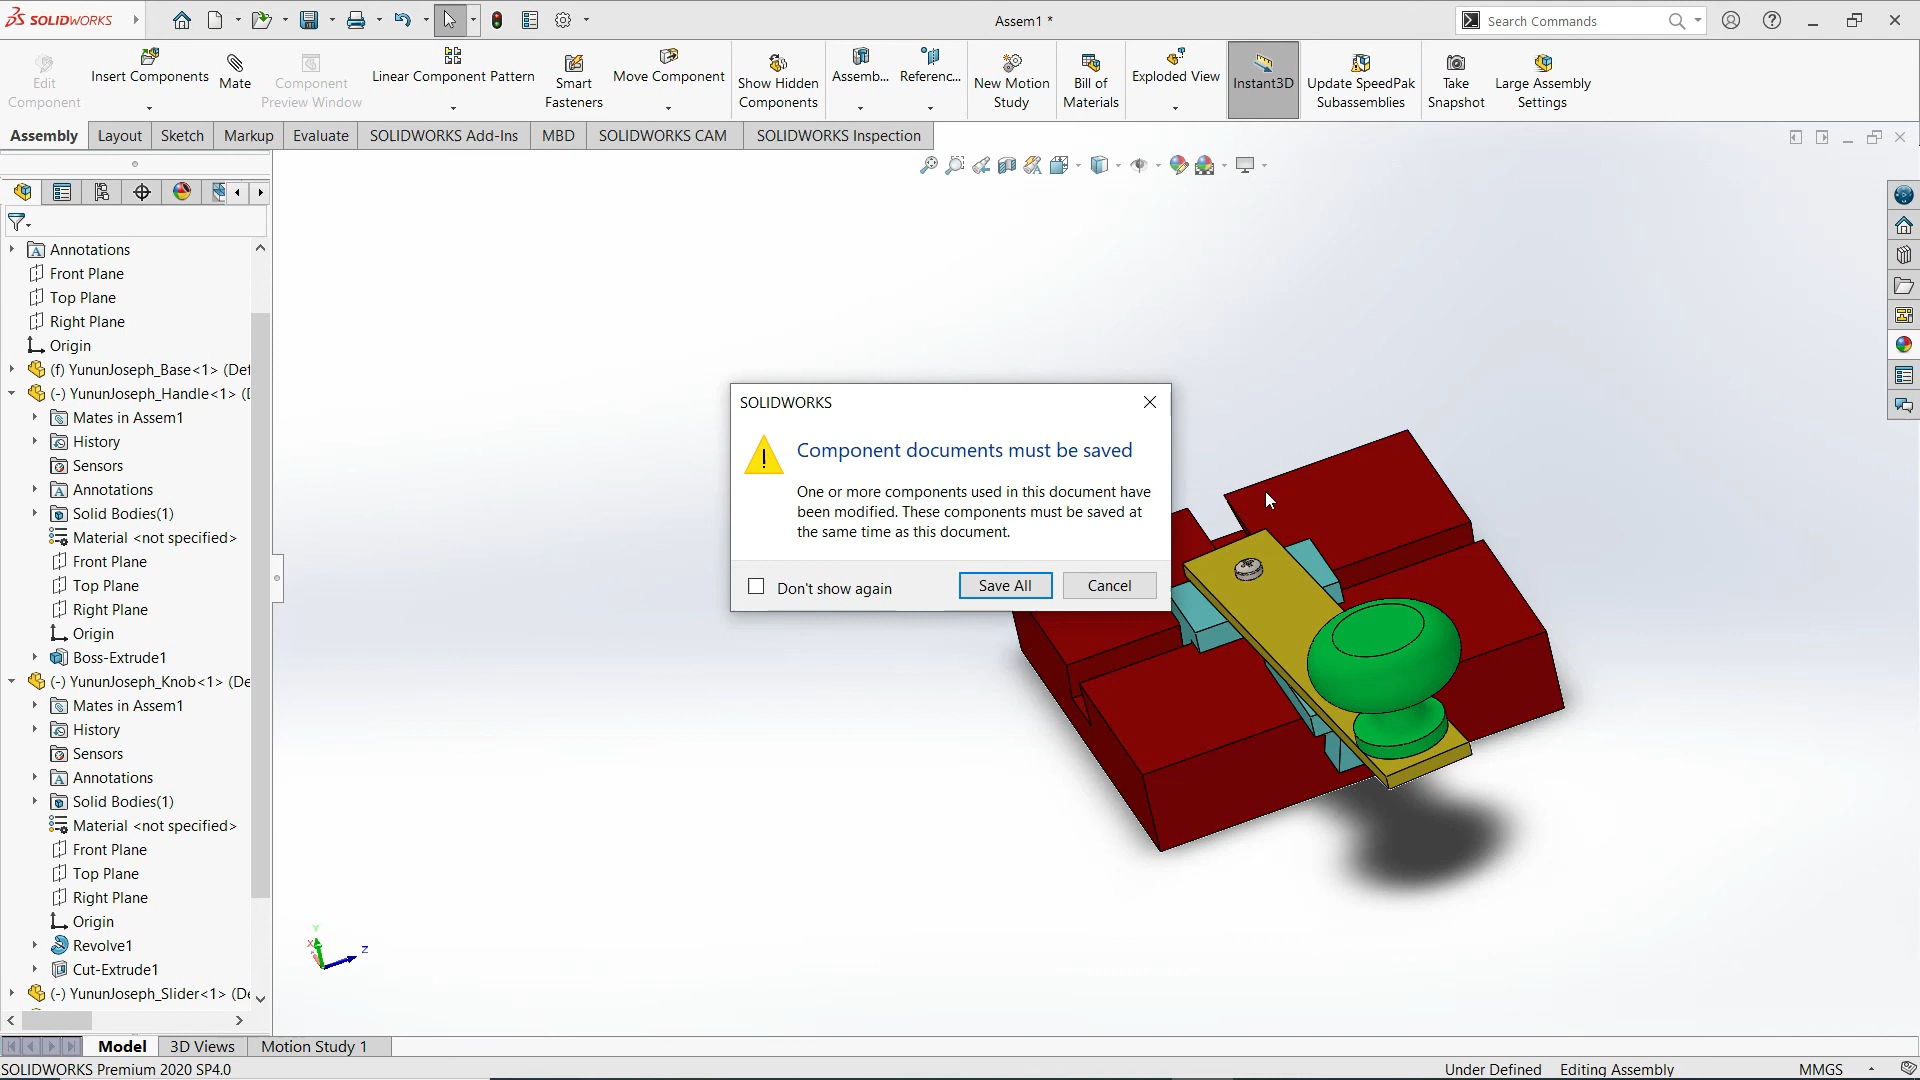 SOLIDWORKS
Assem1 *
Search Commands
Edit Component
Insert Components
Mate
Component Preview Window
Linear Component Pattern
Smart Fasteners
Move Component
Show Hidden Components
Assemb...
Referenc...
New Motion Study
Bill of Materials
Exploded View
Instant3D
Update SpeedPak Subassemblies
Take Snapshot
Large Assembly Settings
Assembly
Layout
Sketch
Markup
Evaluate
SOLIDWORKS Add-Ins
MBD
SOLIDWORKS CAM
SOLIDWORKS Inspection
Annotations
Front Plane
Top Plane
Right Plane
Origin
(f) YununJoseph_Base<1> (Def
(-) YununJoseph_Handle<1> (D
Mates in Assem1
History
Sensors
Annotations
Solid Bodies(1)
Material <not specified>
Front Plane
Top Plane
Right Plane
Origin
Boss-Extrude1
(-) YununJoseph_Knob<1> (De
Mates in Assem1
History
Sensors
Annotations
Solid Bodies(1)
Material <not specified>
Front Plane
Top Plane
Right Plane
Origin
Revolve1
Cut-Extrude1
(-) YununJoseph_Slider<1> (De
SOLIDWORKS
Component documents must be saved
One or more components used in this document have
been modified. These components must be saved at
the same time as this document.
Don't show again
Save All
Cancel
Y
X
Z
Model
3D Views
Motion Study 1
SOLIDWORKS Premium 2020 SP4.0
Under Defined
Editing Assembly
MMGS